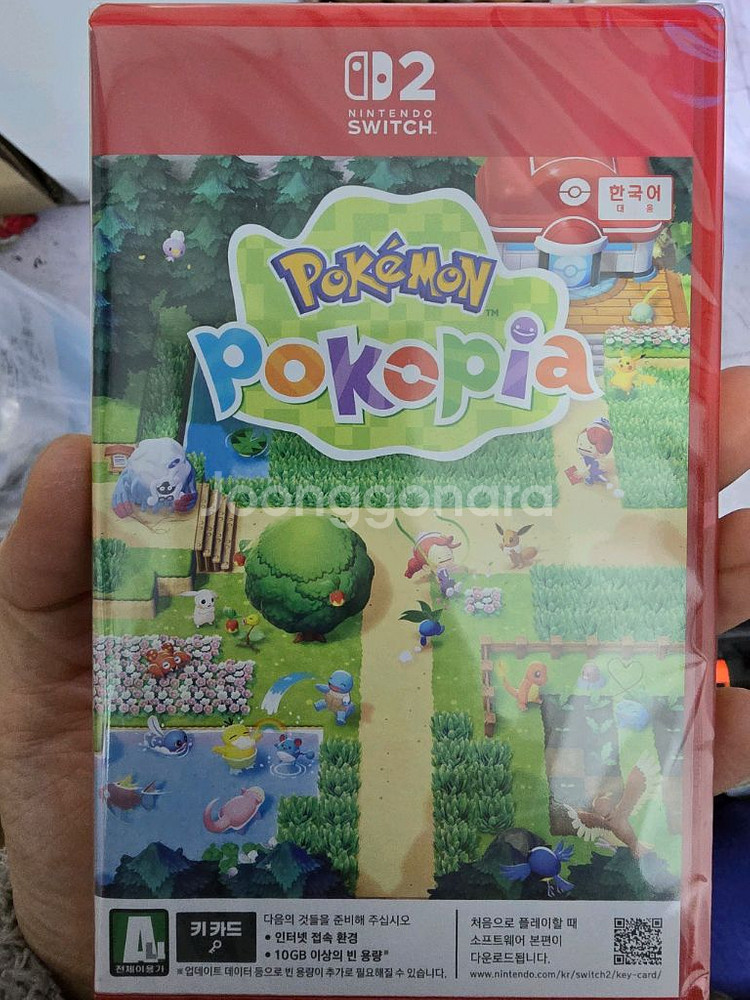 2
NINTENDO
SWITCH™
한국어
대응
POKéMON™
pokopia
Joonggonara
ALL
전체이용가
키 카드
다음의 것들을 준비해 주십시오
• 인터넷 접속 환경
• 10GB 이상의 빈 용량※
※업데이트 데이터 등으로 빈 용량이 추가로 필요해질 수 있습니다.
처음으로 플레이할 때
소프트웨어 본편이
다운로드됩니다.
www.nintendo.com/kr/switch2/key-card/